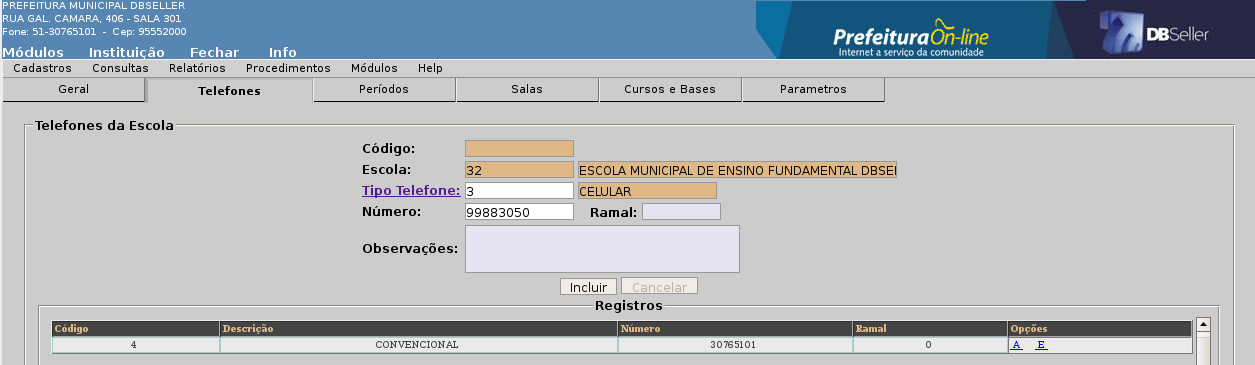 PREFEITURA MUNICIPAL DBSELLER
RUA GAL. CAMARA, 406 - SALA 301
Fone: 51-30765101 - Cep: 95552000
PrefeituraOn-line
Internet a serviço da comunidade
DBSeller
Módulos Instituição Fechar Info
Cadastros Consultas Relatórios Procedimentos Módulos Help
Geral Telefones Períodos Salas Cursos e Bases Parametros
Telefones da Escola
Código:
Escola: 32 ESCOLA MUNICIPAL DE ENSINO FUNDAMENTAL DBSEI
Tipo Telefone: 3 CELULAR
Número: 99883050 Ramal:
Observações:
Incluir Cancelar
Registros
Código Descrição Número Ramal Opções
4 CONVENCIONAL 30765101 0 A E